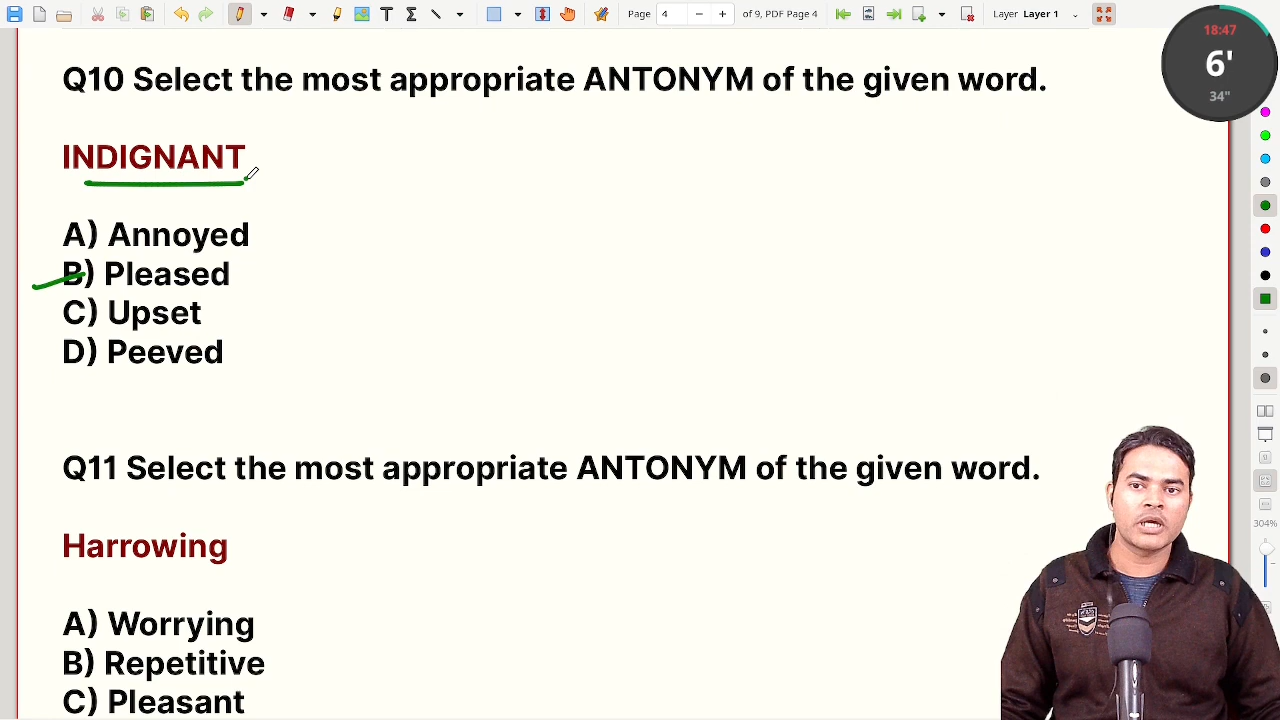 Page 4 of 9 PDF Page 4 Layer Layer 1
18:47
6'
34"
Q10 Select the most appropriate ANTONYM of the given word.
INDIGNANT
A) Annoyed
B) Pleased
C) Upset
D) Peeved
Q11 Select the most appropriate ANTONYM of the given word.
Harrowing
304%
A) Worrying
B) Repetitive
C) Pleasant